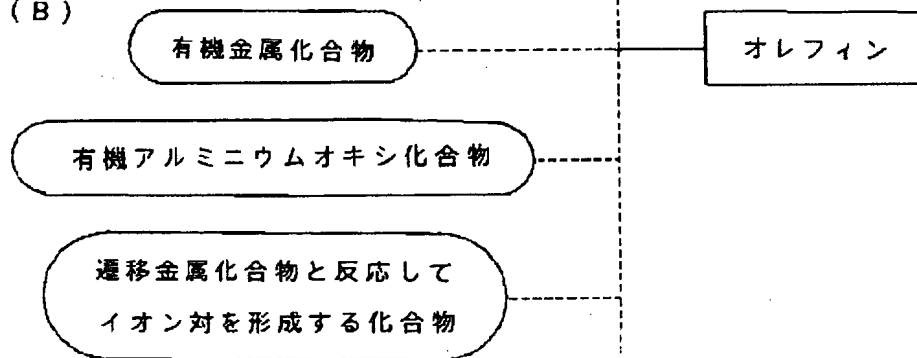 (B)
有機金属化合物
オレフィン
有機アルミニウムオキシ化合物
遷移金属化合物と反応して
イオン対を形成する化合物